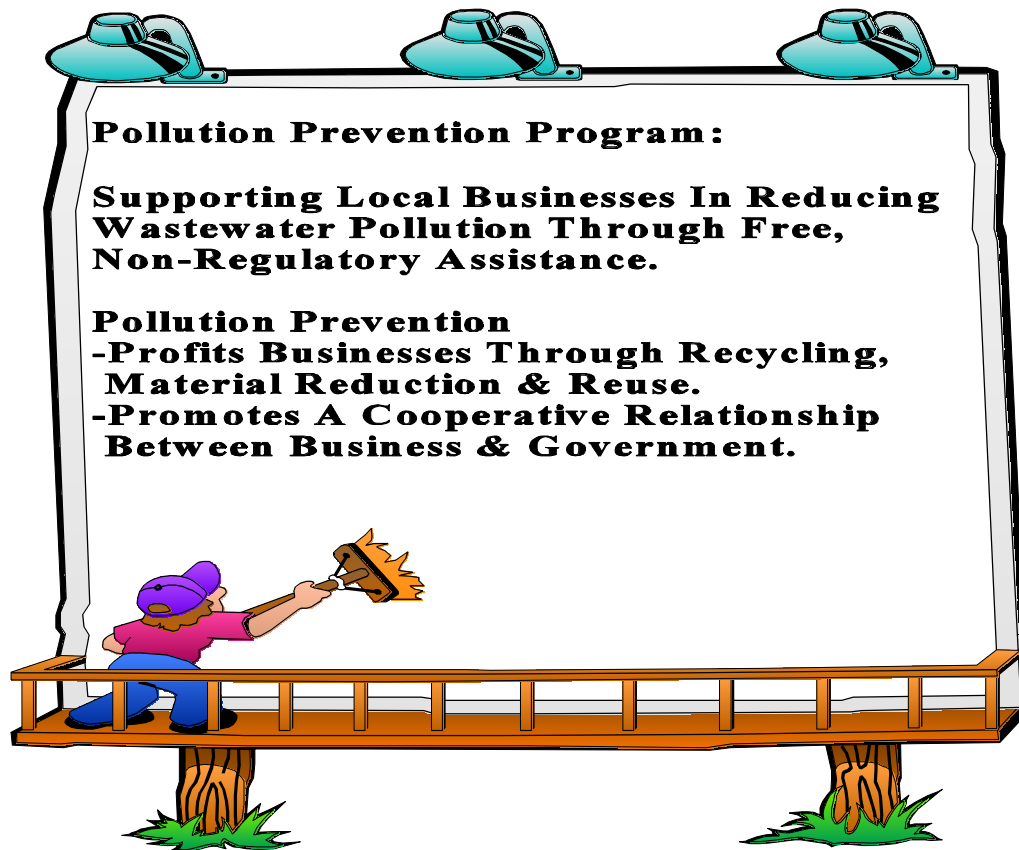 Pollution Prevention Program:
Supporting Local Businesses In Reducing
Wastewater Pollution Through Free,
Non-Regulatory Assistance.
Pollution Prevention
-Profits Businesses Through Recycling,
Material Reduction & Reuse.
-Promotes A Cooperative Relationship
Between Business & Government.